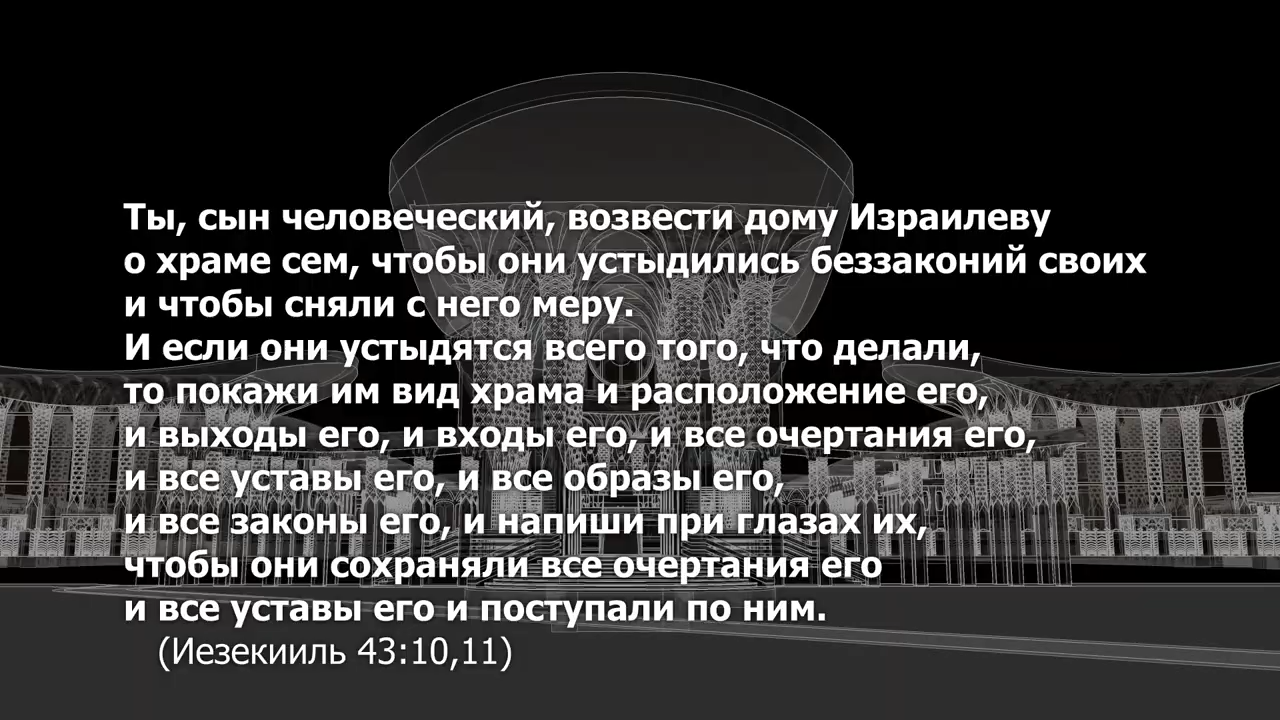 Ты, сын человеческий, возвести дому Израилеву
о храме сем, чтобы они устыдились беззаконий своих
и чтобы сняли с него меру.
И если они устыдятся всего того, что делали,
то покажи им вид храма и расположение его,
и выходы его, и входы его, и все очертания его,
и все уставы его, и все образы его,
и все законы его, и напиши при глазах их,
чтобы они сохраняли все очертания его
и все уставы его и поступали по ним.
(Иезекииль 43:10,11)